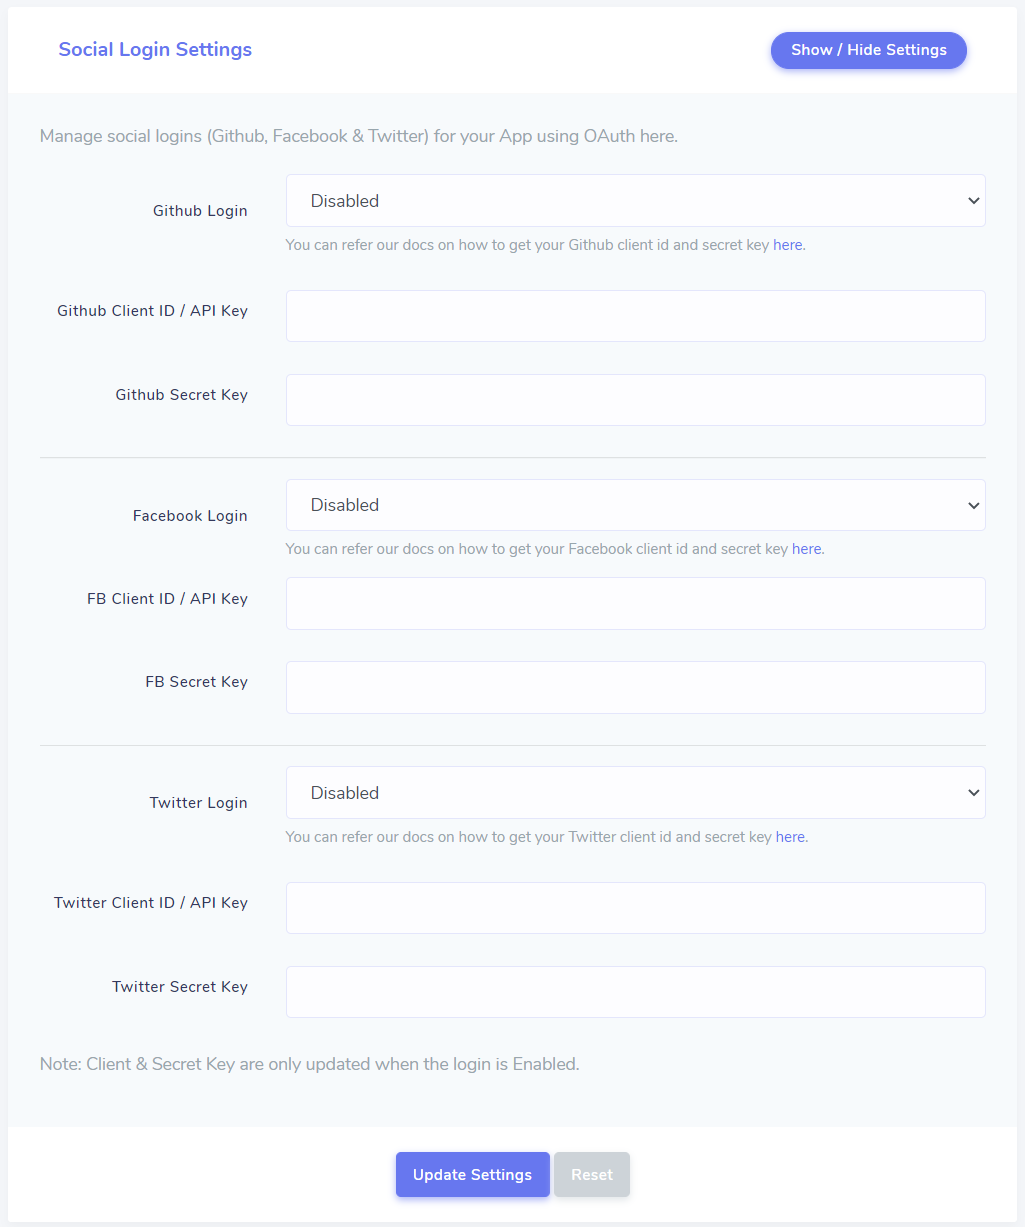 Social Login Settings
Show / Hide Settings
Manage social logins (Github, Facebook & Twitter) for your App using OAuth here.
Github Login
Disabled
You can refer our docs on how to get your Github client id and secret key here.
Github Client ID / API Key
Github Secret Key
Facebook Login
Disabled
You can refer our docs on how to get your Facebook client id and secret key here.
FB Client ID / API Key
FB Secret Key
Twitter Login
Disabled
You can refer our docs on how to get your Twitter client id and secret key here.
Twitter Client ID / API Key
Twitter Secret Key
Note: Client & Secret Key are only updated when the login is Enabled.
Update Settings
Reset